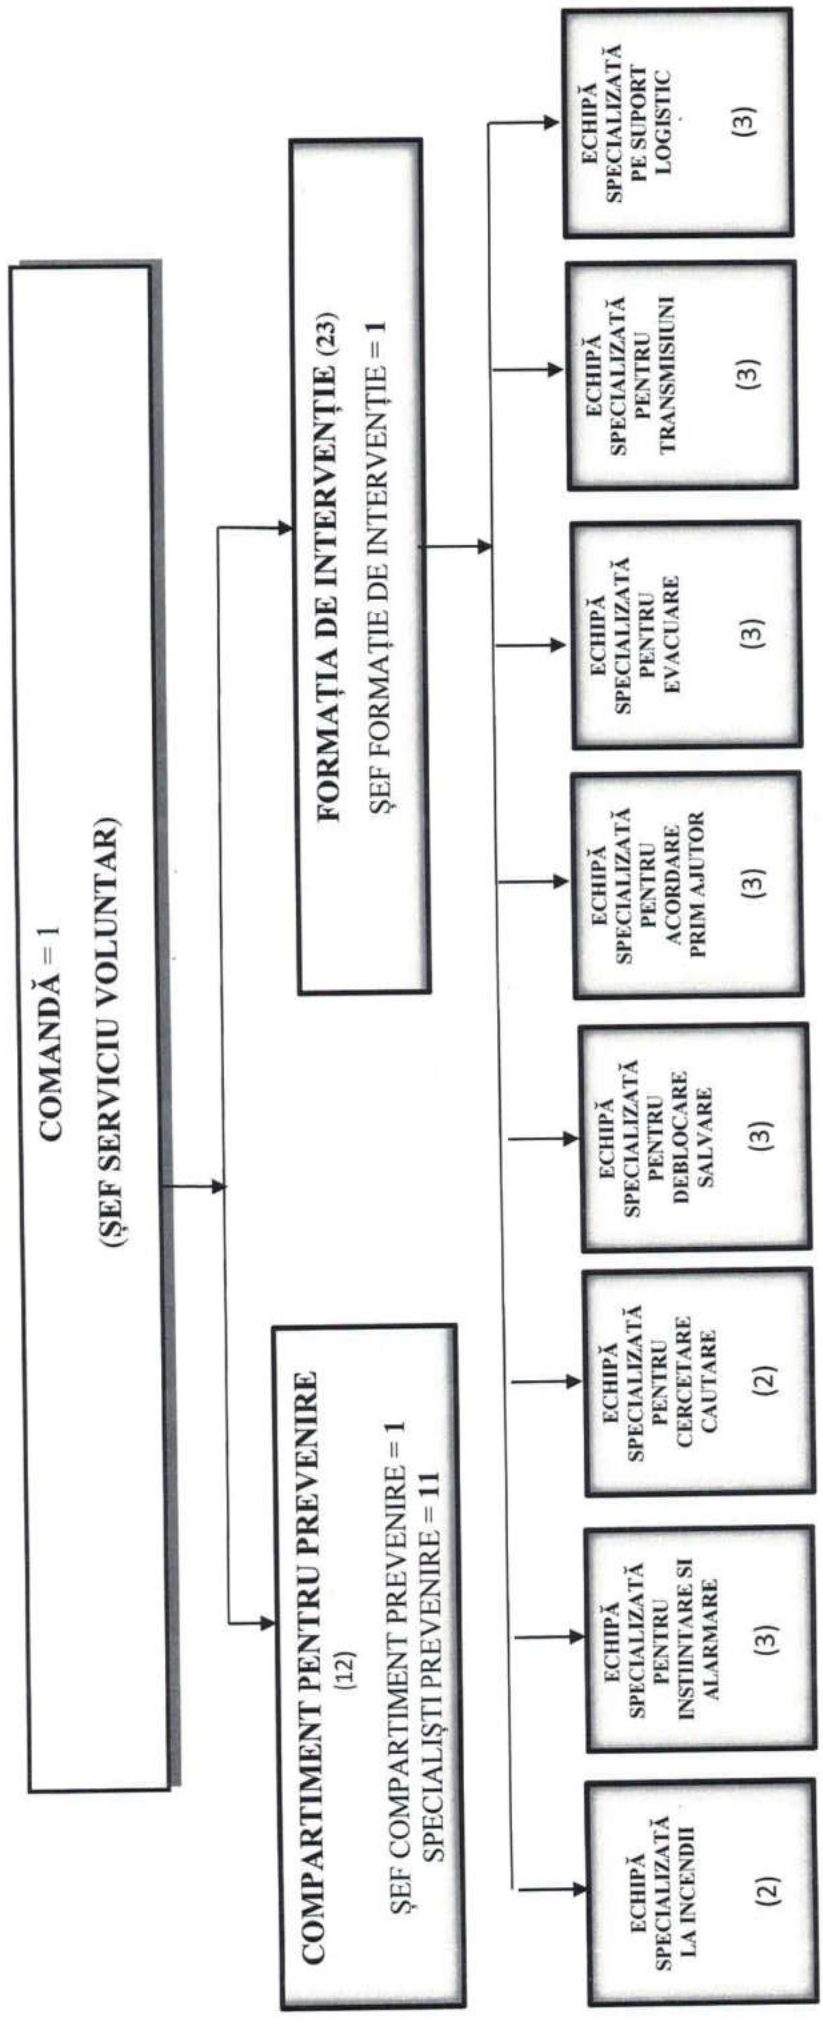 COMANDĂ = 1
(ŞEF SERVICIU VOLUNTAR)
COMPARTIMENT PENTRU PREVENIRE
(12)
ŞEF COMPARTIMENT PREVENIRE = 1
SPECIALIŞTI PREVENIRE = 11
FORMAŢIA DE INTERVENŢIE (23)
ŞEF FORMAŢIE DE INTERVENŢIE = 1
ECHIPĂ
SPECIALIZATĂ
LA INCENDII
(2)
ECHIPĂ
SPECIALIZATĂ
PENTRU
INSTIINTARE SI
ALARMARE
(3)
ECHIPĂ
SPECIALIZATĂ
PENTRU
CERCETARE
CAUTARE
(2)
ECHIPĂ
SPECIALIZATĂ
PENTRU
DEBLOCARE
SALVARE
(3)
ECHIPĂ
SPECIALIZATĂ
PENTRU
ACORDARE
PRIM AJUTOR
(3)
ECHIPĂ
SPECIALIZATĂ
PENTRU
EVACUARE
(3)
ECHIPĂ
SPECIALIZATĂ
PENTRU
TRANSMISIUNI
(3)
ECHIPĂ
SPECIALIZATĂ
PE SUPORT
LOGISTIC
(3)